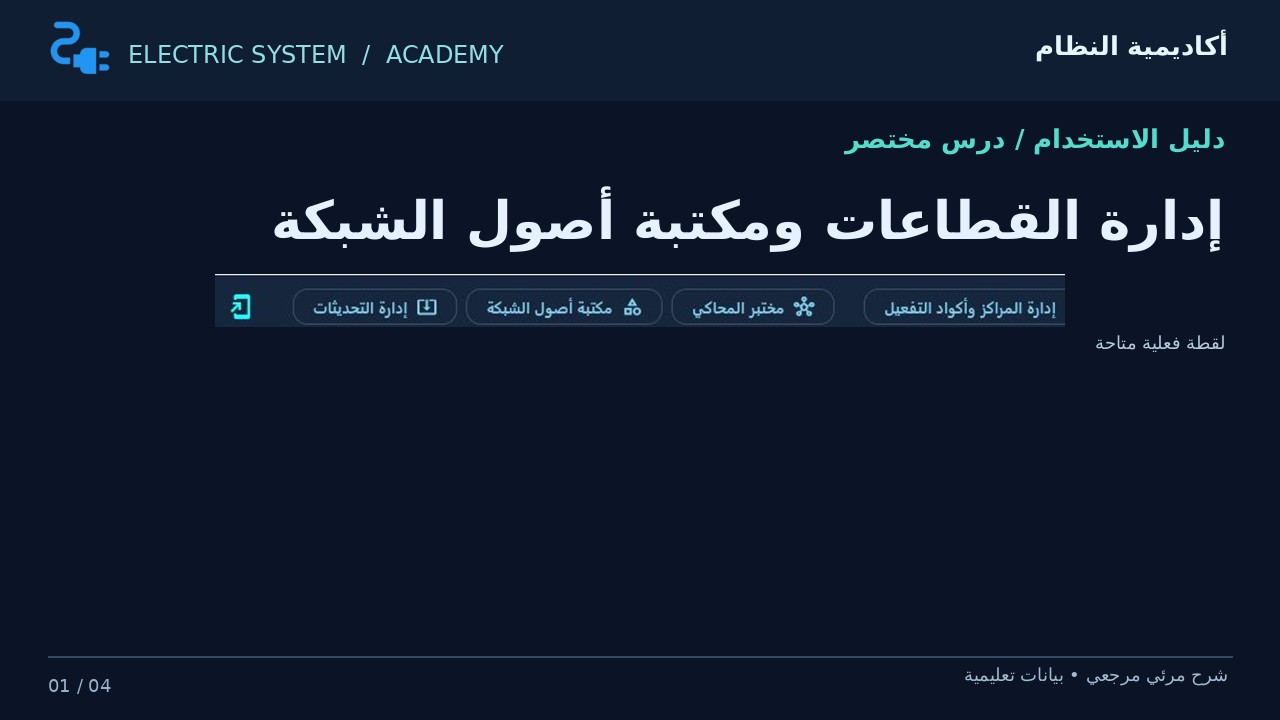 ELECTRIC SYSTEM / ACADEMY
أكاديمية النظام
دليل الاستخدام / درس مختصر
إدارة القطاعات ومكتبة أصول الشبكة
إدارة المراكز وأكواد التفعيل
مختبر المحاكي
مكتبة أصول الشبكة
إدارة التحديثات
لقطة فعلية متاحة
شرح مرئي مرجعي • بيانات تعليمية
01 / 04